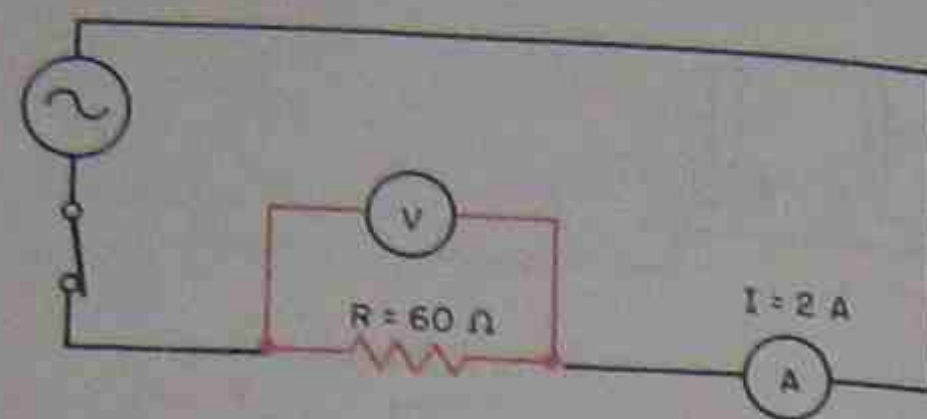 V
R = 60 Ω
I = 2 A
A